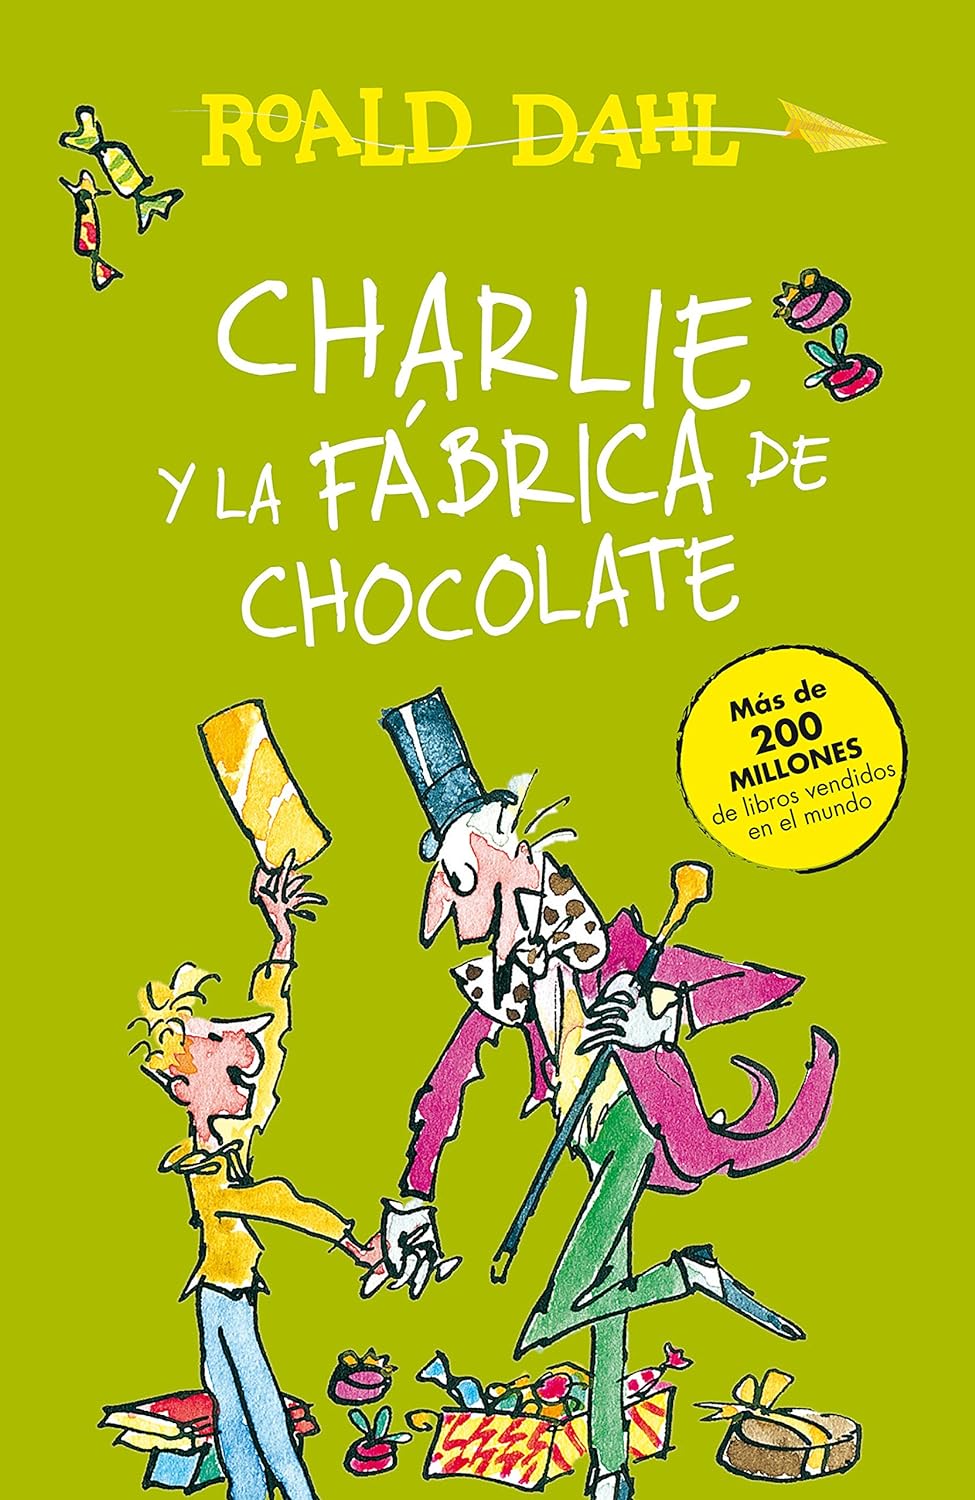 ROALD DAHL
CHARLIE
Y LA FÁBRICA DE
CHOCOLATE
Más de
200
MILLONES
de libros vendidos
en el mundo